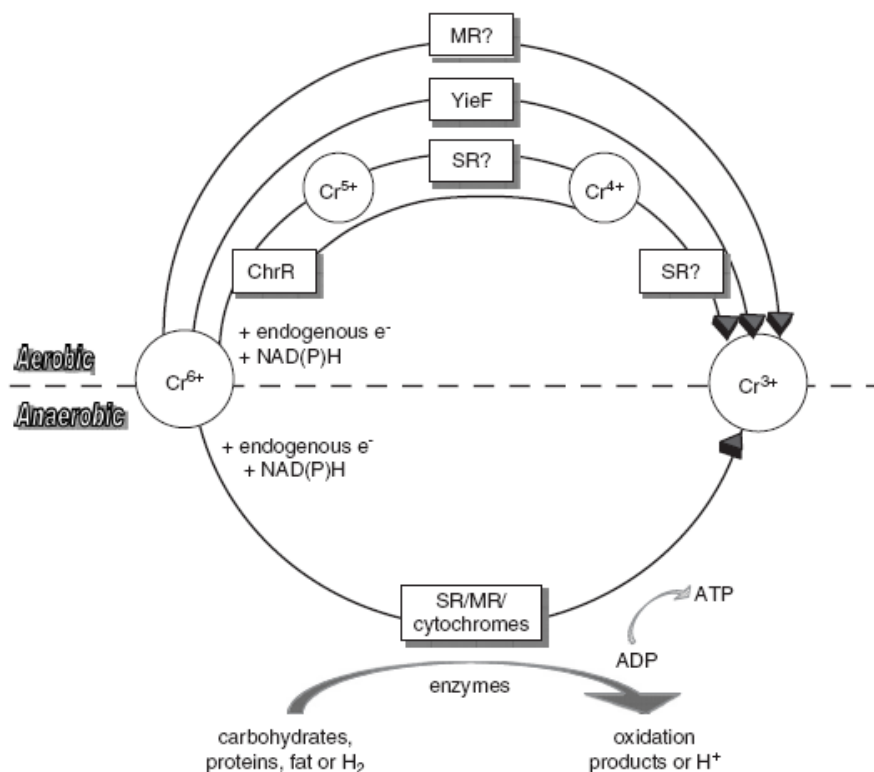 MR?
YieF
SR?
Cr⁵⁺
Cr⁴⁺
ChrR
SR?
+ endogenous e⁻
+ NAD(P)H
Aerobic
Cr⁶⁺
Cr³⁺
Anaerobic
+ endogenous e⁻
+ NAD(P)H
SR/MR/
cytochromes
ATP
ADP
enzymes
carbohydrates,
proteins, fat or H₂
oxidation
products or H⁺